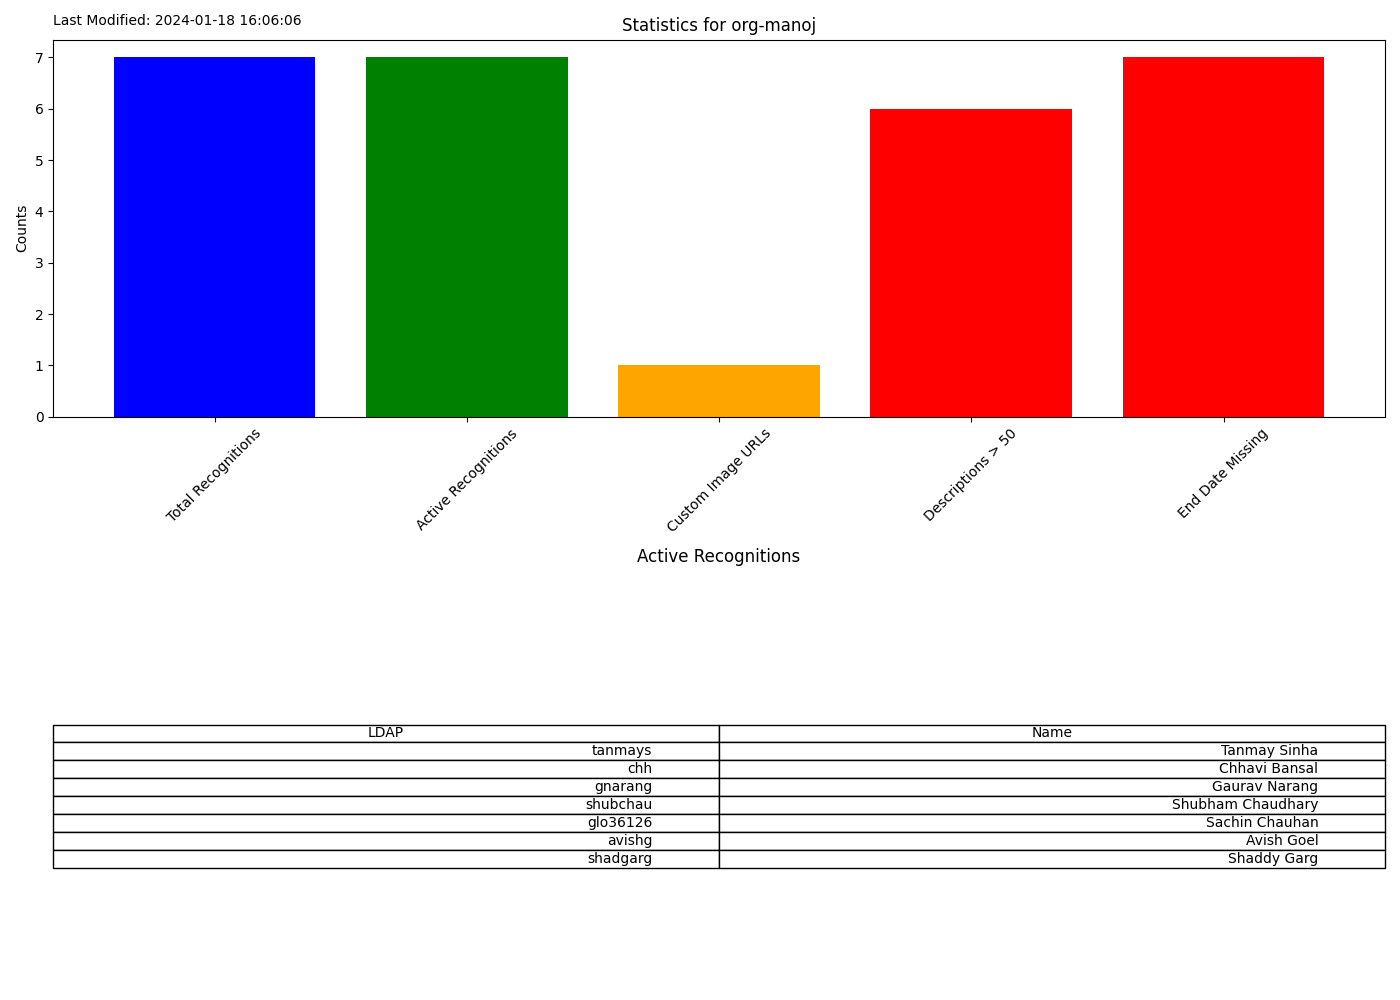 Last Modified: 2024-01-18 16:06:06
Statistics for org-manoj
Counts
7
6
5
4
3
2
1
0
Total Recognitions
Active Recognitions
Custom Image URLs
Descriptions > 50
End Date Missing
Active Recognitions
LDAP Name
tanmays Tanmay Sinha
chh Chhavi Bansal
gnarang Gaurav Narang
shubchau Shubham Chaudhary
glo36126 Sachin Chauhan
avishg Avish Goel
shadgarg Shaddy Garg